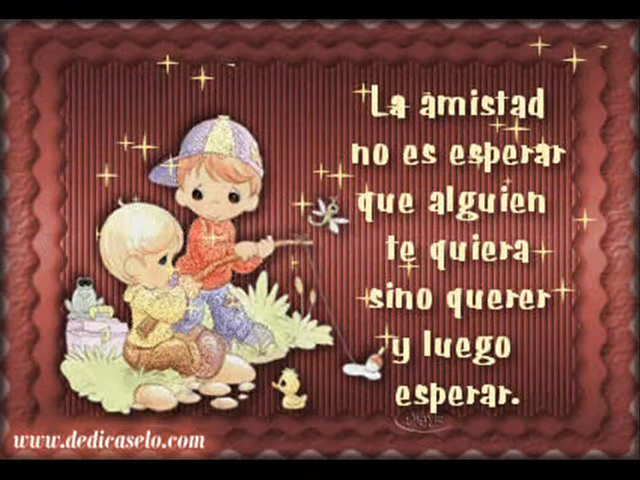 La amistad
no es esperar
que alguien
te quiera
sino querer
y luego
esperar.
www.dedicaselo.com